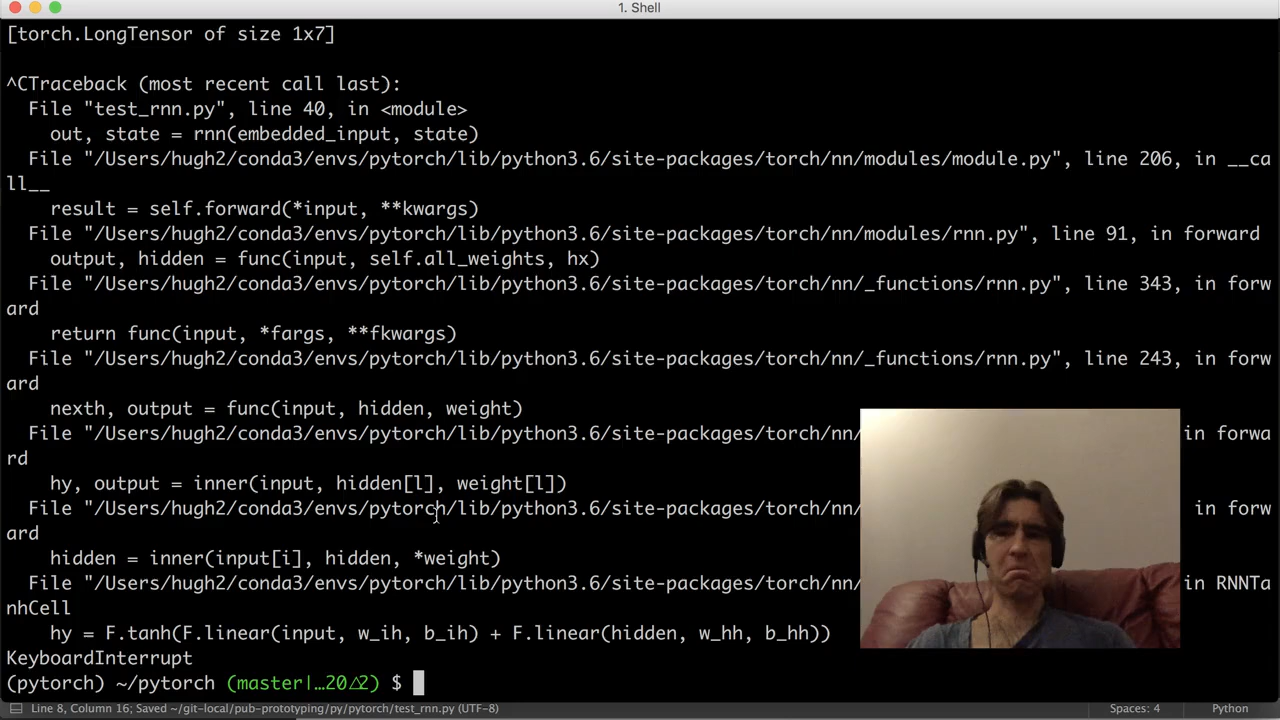 1. Shell
[torch.LongTensor of size 1x7]
^CTraceback (most recent call last):
File "test_rnn.py", line 40, in <module>
out, state = rnn(embedded_input, state)
File "/Users/hugh2/conda3/envs/pytorch/lib/python3.6/site-packages/torch/nn/modules/module.py", line 206, in __ca
ll__
result = self.forward(*input, **kwargs)
File "/Users/hugh2/conda3/envs/pytorch/lib/python3.6/site-packages/torch/nn/modules/rnn.py", line 91, in forward
output, hidden = func(input, self.all_weights, hx)
File "/Users/hugh2/conda3/envs/pytorch/lib/python3.6/site-packages/torch/nn/_functions/rnn.py", line 343, in forw
ard
return func(input, *fargs, **fkwargs)
File "/Users/hugh2/conda3/envs/pytorch/lib/python3.6/site-packages/torch/nn/_functions/rnn.py", line 243, in forw
ard
nexth, output = func(input, hidden, weight)
File "/Users/hugh2/conda3/envs/pytorch/lib/python3.6/site-packages/torch/nn/ in forwa
rd
hy, output = inner(input, hidden[l], weight[l])
File "/Users/hugh2/conda3/envs/pytorch/lib/python3.6/site-packages/torch/nn/ in forw
ard
hidden = inner(input[i], hidden, *weight)
File "/Users/hugh2/conda3/envs/pytorch/lib/python3.6/site-packages/torch/nn/ in RNNTa
nhCell
hy = F.tanh(F.linear(input, w_ih, b_ih) + F.linear(hidden, w_hh, b_hh))
KeyboardInterrupt
(pytorch) ~/pytorch (master|…20△2) $
Line 8, Column 16; Saved ~/git-local/pub-prototyping/py/pytorch/test_rnn.py (UTF-8) Spaces: 4 Python